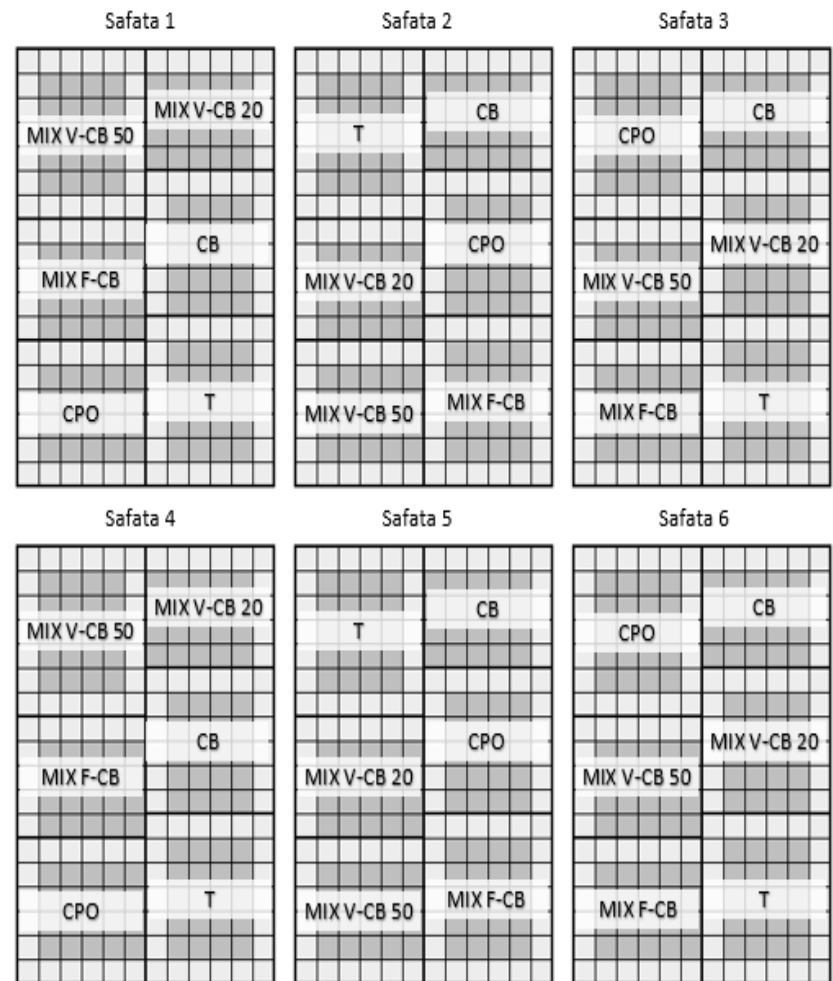 Safata 1
Safata 2
Safata 3
MIX V-CB 50
MIX V-CB 20
MIX F-CB
CB
CPO
T
T
CB
MIX V-CB 20
CPO
MIX V-CB 50
MIX F-CB
CPO
CB
MIX V-CB 50
MIX V-CB 20
MIX F-CB
T
Safata 4
Safata 5
Safata 6
MIX V-CB 50
MIX V-CB 20
MIX F-CB
CB
CPO
T
T
CB
MIX V-CB 20
CPO
MIX V-CB 50
MIX F-CB
CPO
CB
MIX V-CB 50
MIX V-CB 20
MIX F-CB
T